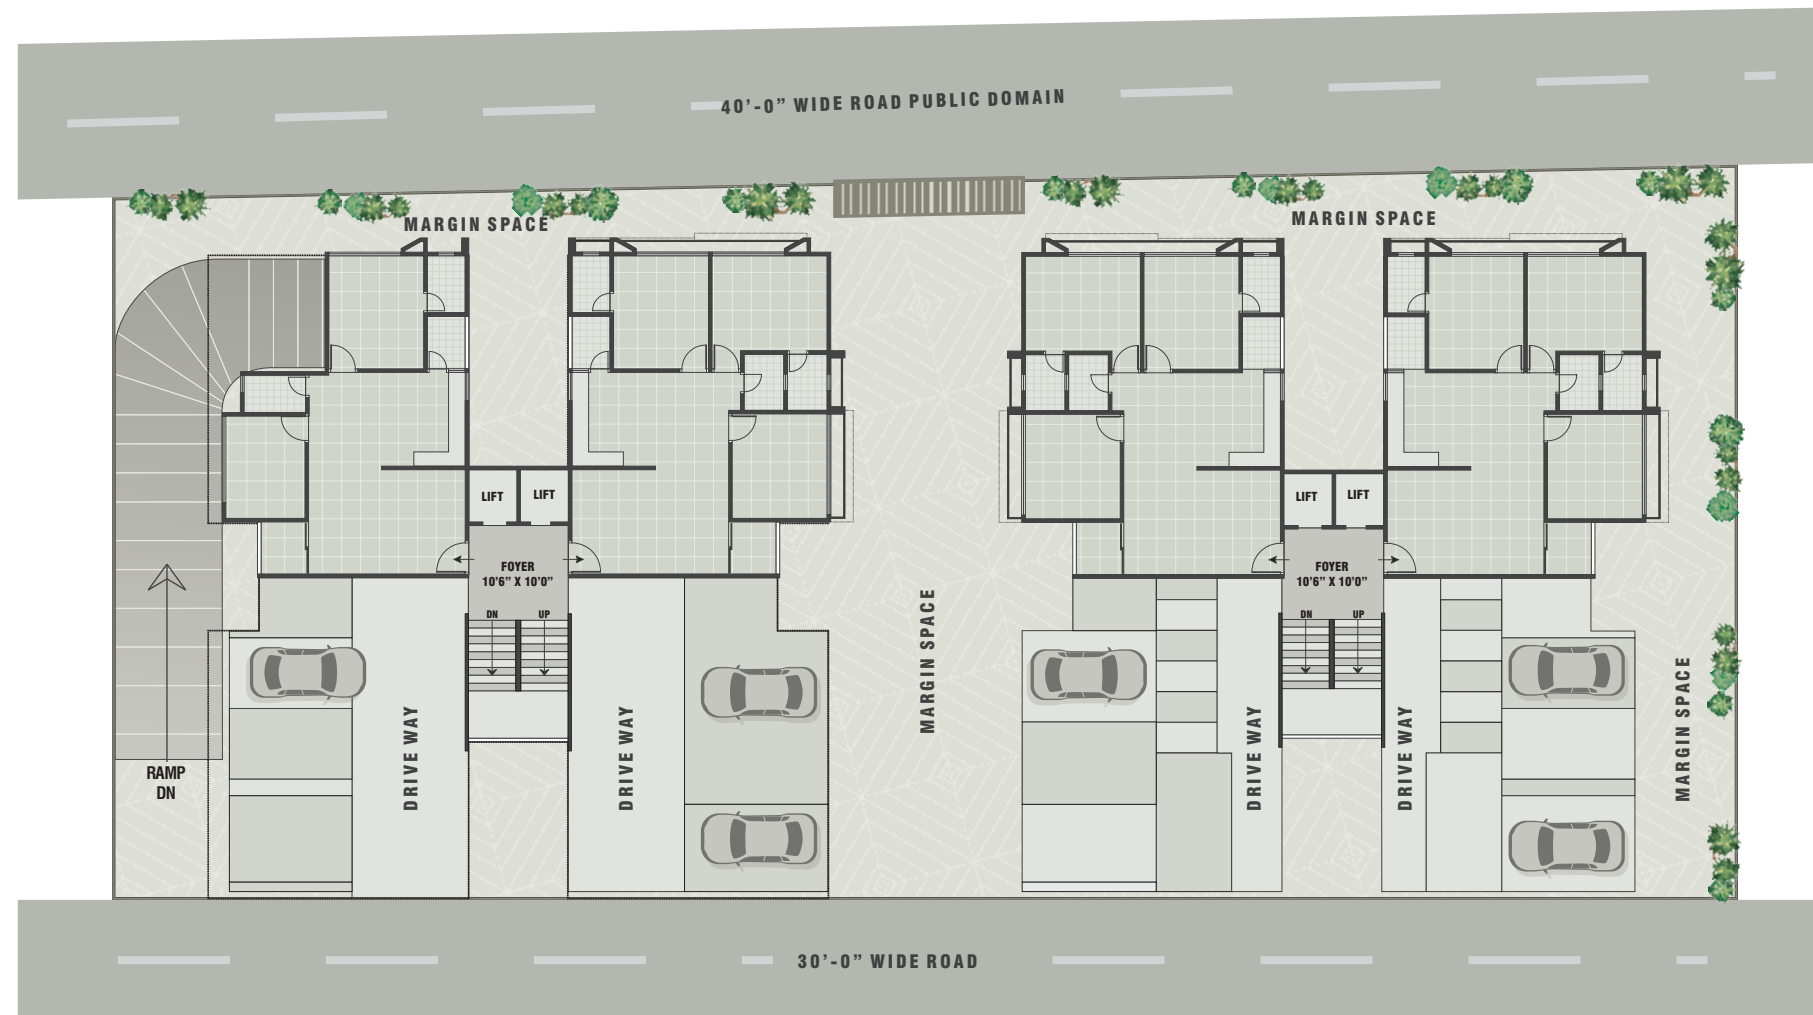 40’-0” WIDE ROAD PUBLIC DOMAIN
MARGIN SPACE
MARGIN SPACE
LIFT
LIFT
LIFT
LIFT
FOYER
10’6” X 10’0”
FOYER
10’6” X 10’0”
DN
UP
DN
UP
RAMP
DN
DRIVE WAY
DRIVE WAY
MARGIN SPACE
DRIVE WAY
DRIVE WAY
MARGIN SPACE
30’-0” WIDE ROAD